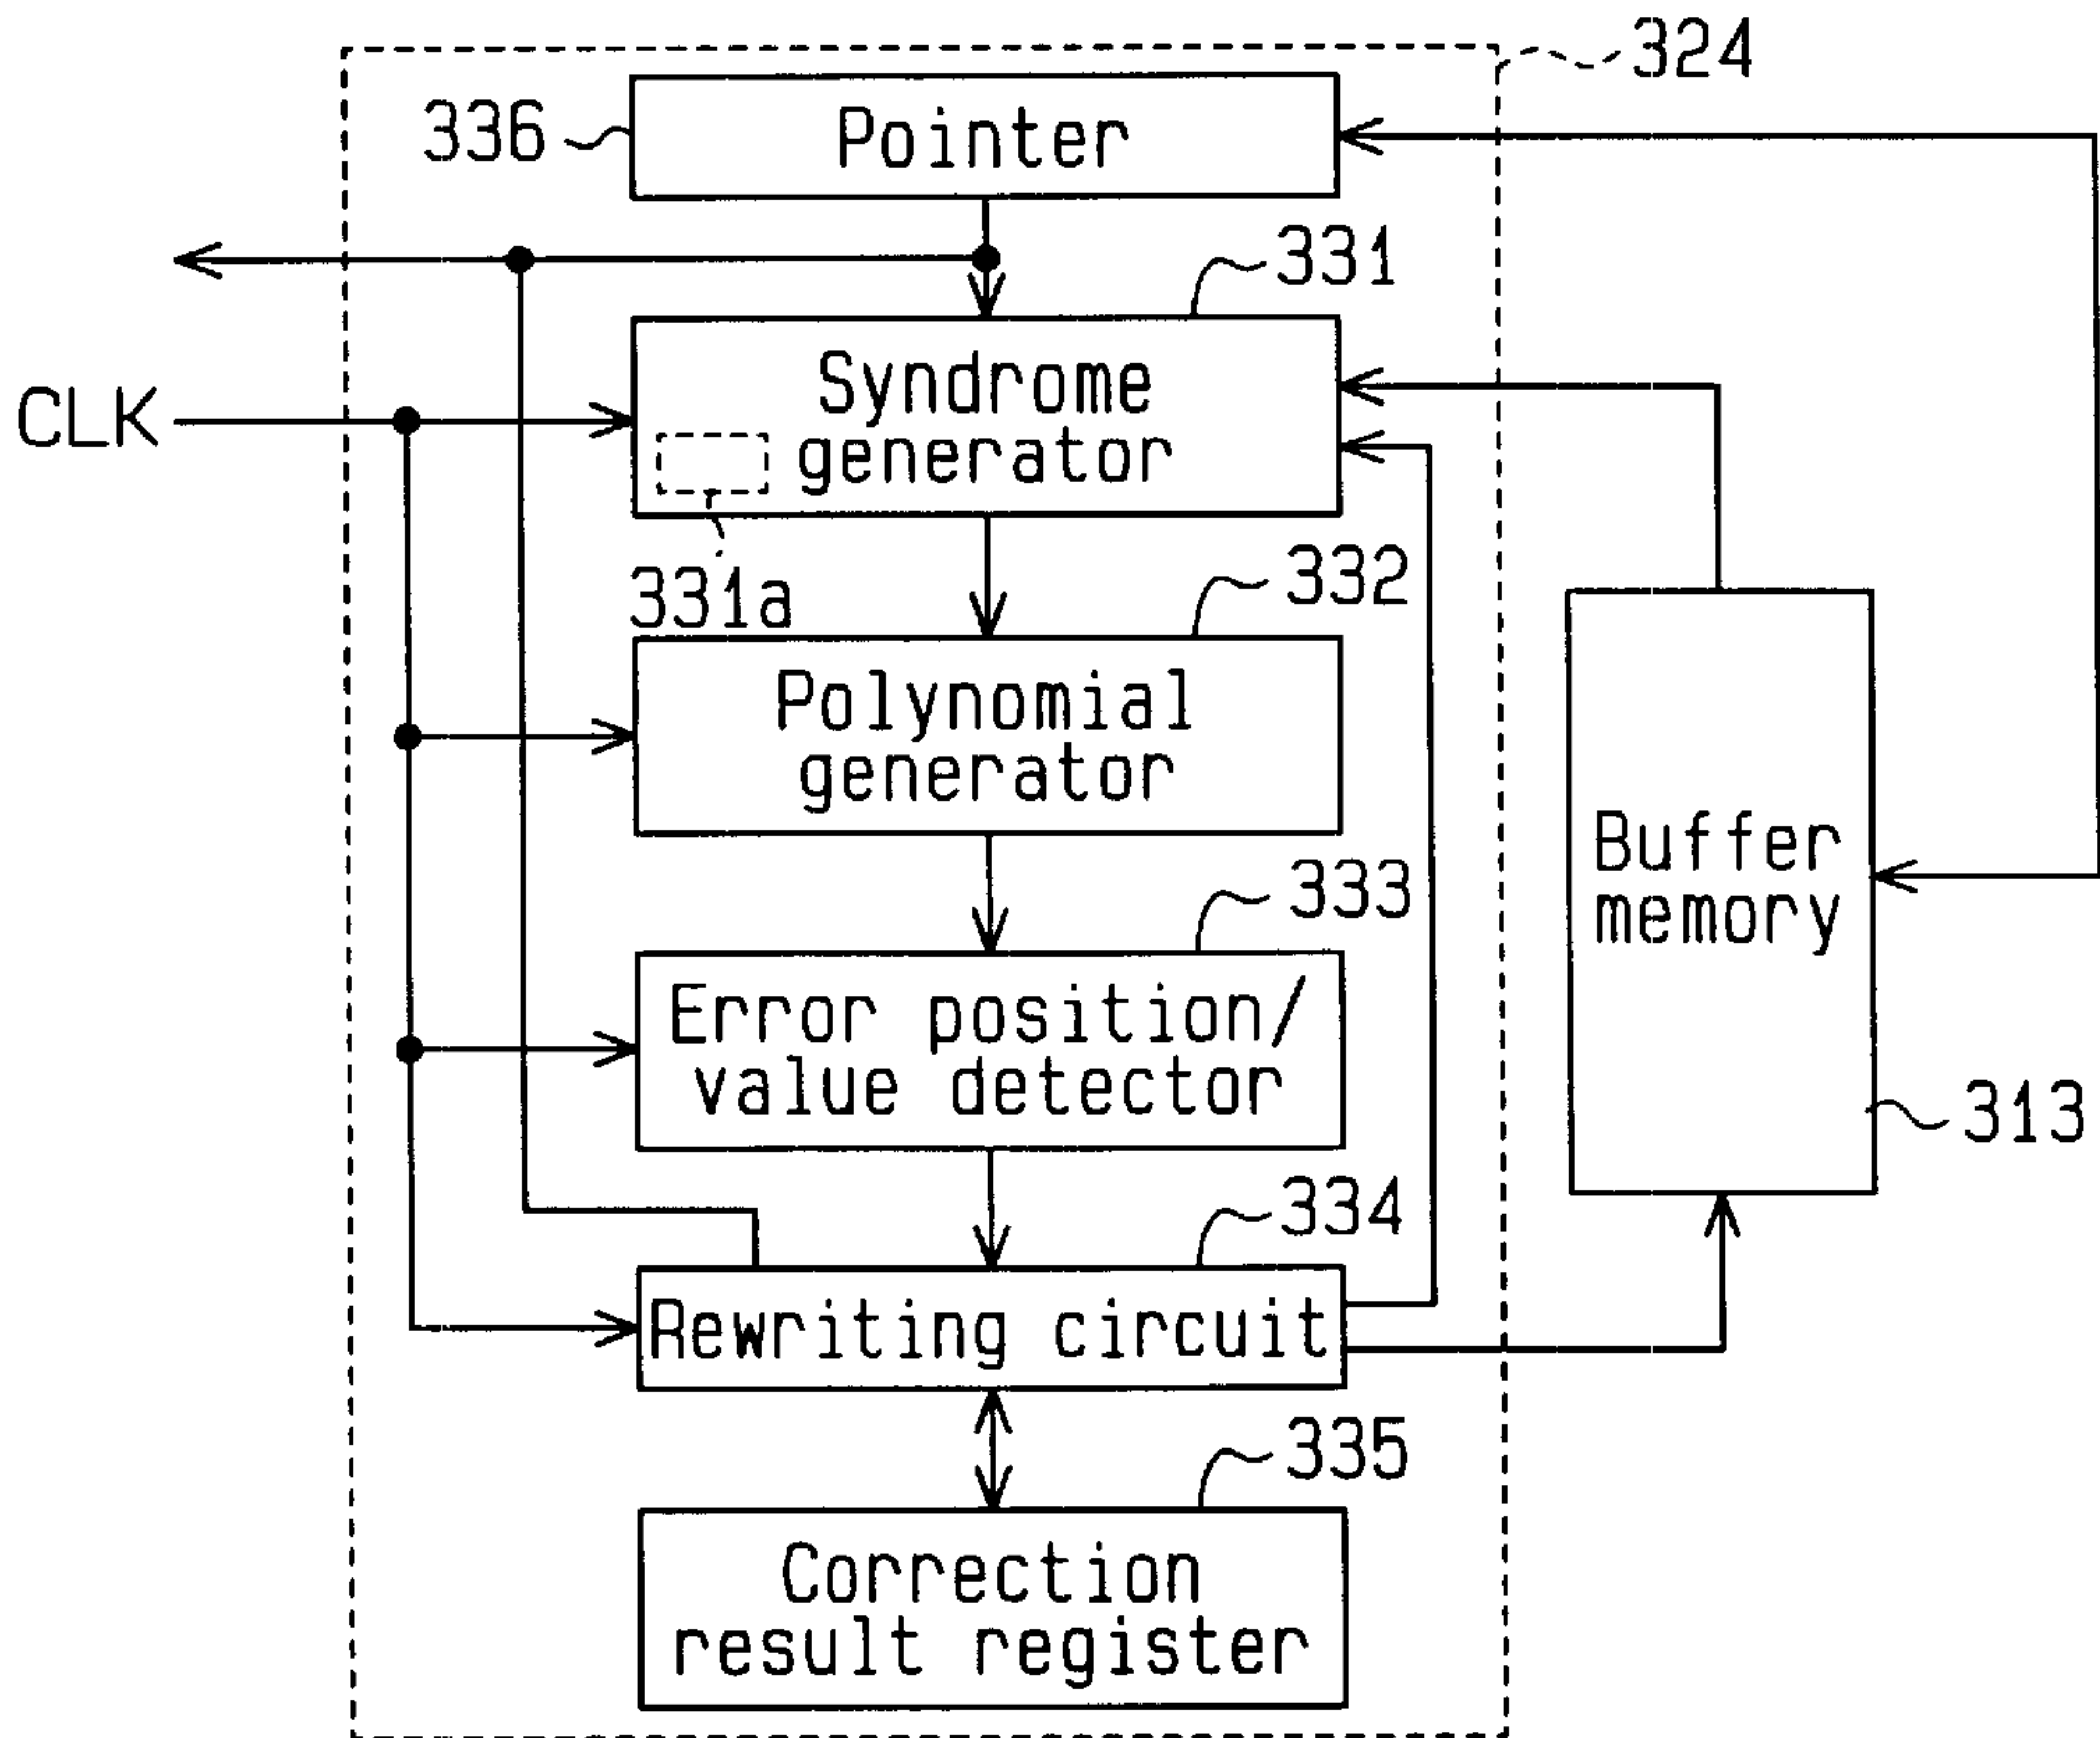 324
336
Pointer
331
CLK
Syndrome
generator
331a
332
Polynomial
generator
333
Buffer
memory
Error position/
value detector
313
334
Rewriting circuit
335
Correction
result register